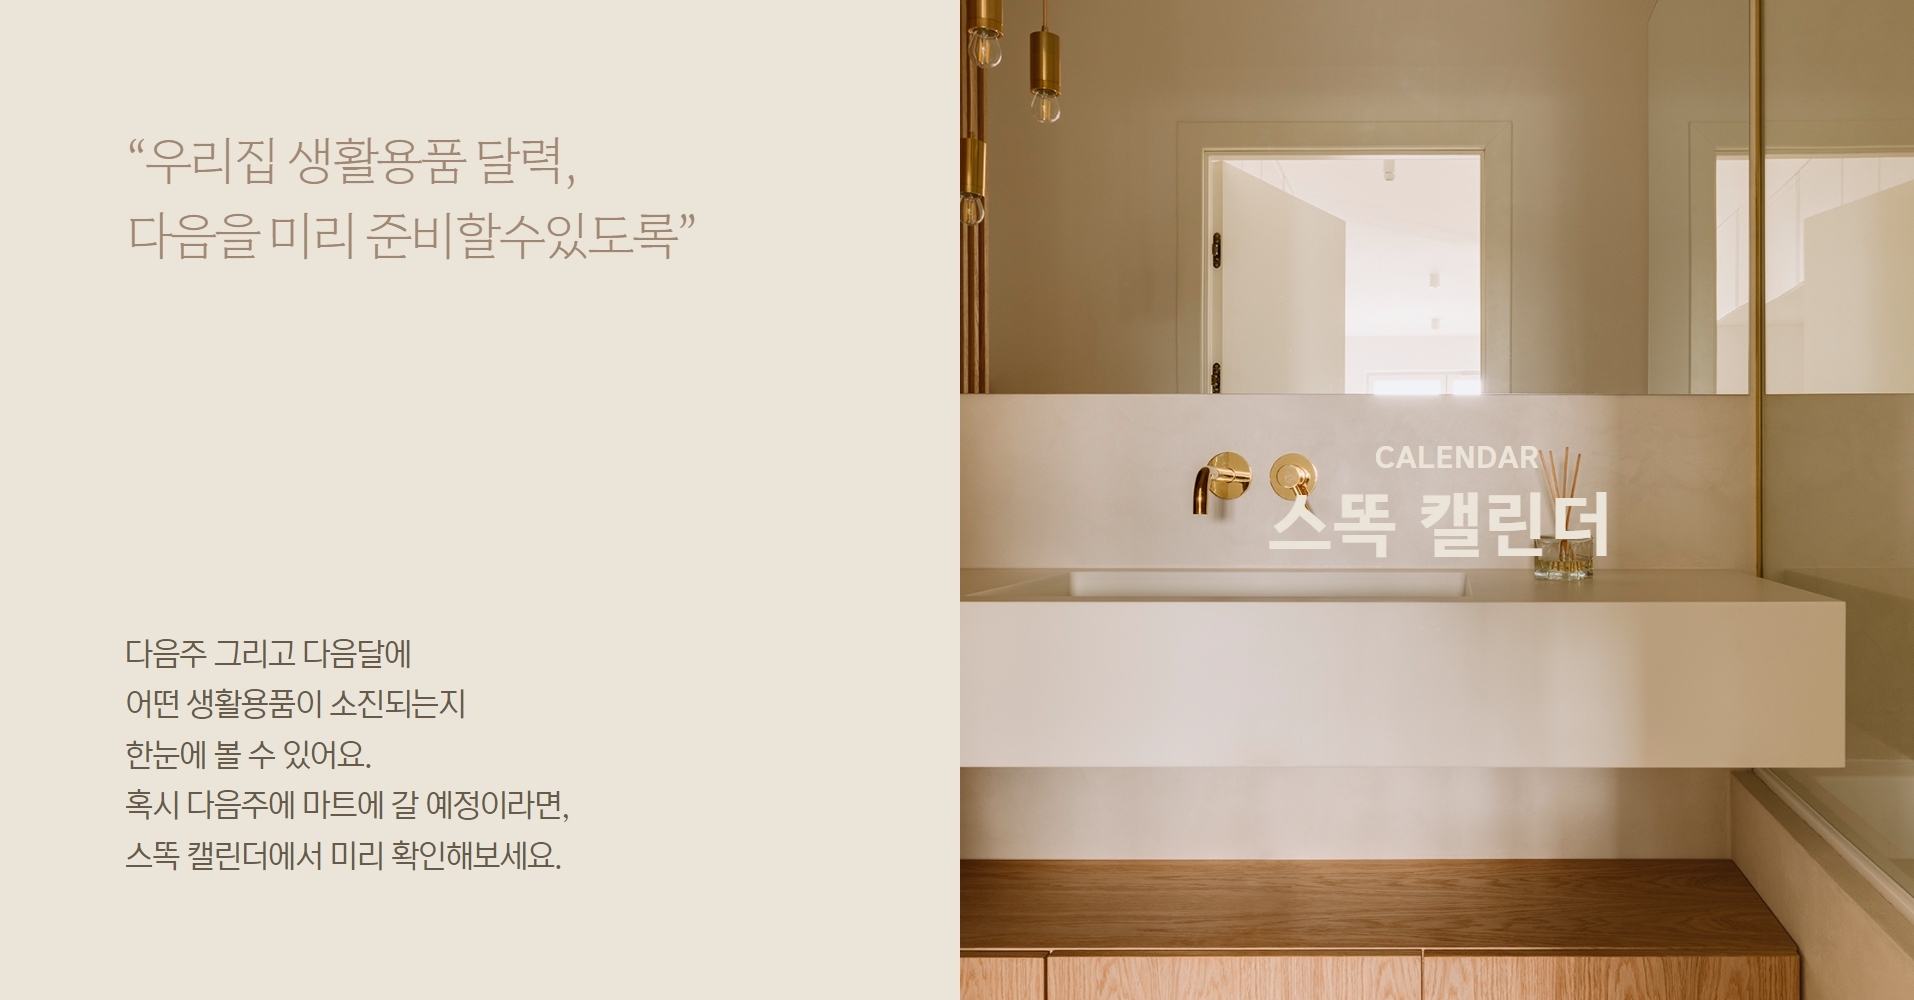 “우리집 생활용품 달력,
다음을 미리 준비할수있도록”
다음주 그리고 다음달에
어떤 생활용품이 소진되는지
한눈에 볼 수 있어요.
혹시 다음주에 마트에 갈 예정이라면,
스똑 캘린더에서 미리 확인해보세요.
CALENDAR
스똑 캘린더